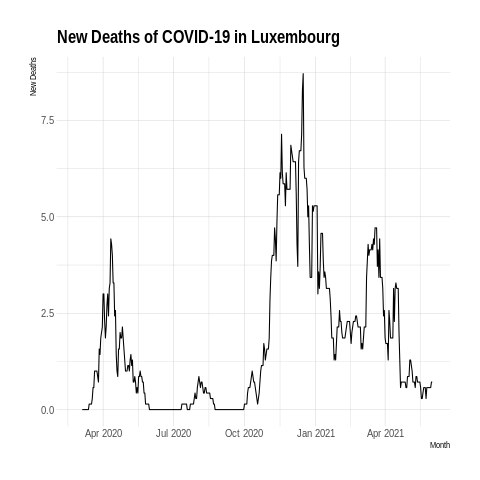 New Deaths of COVID-19 in Luxembourg
New Deaths
7.5
5.0
2.5
0.0
Apr 2020 Jul 2020 Oct 2020 Jan 2021 Apr 2021
Month